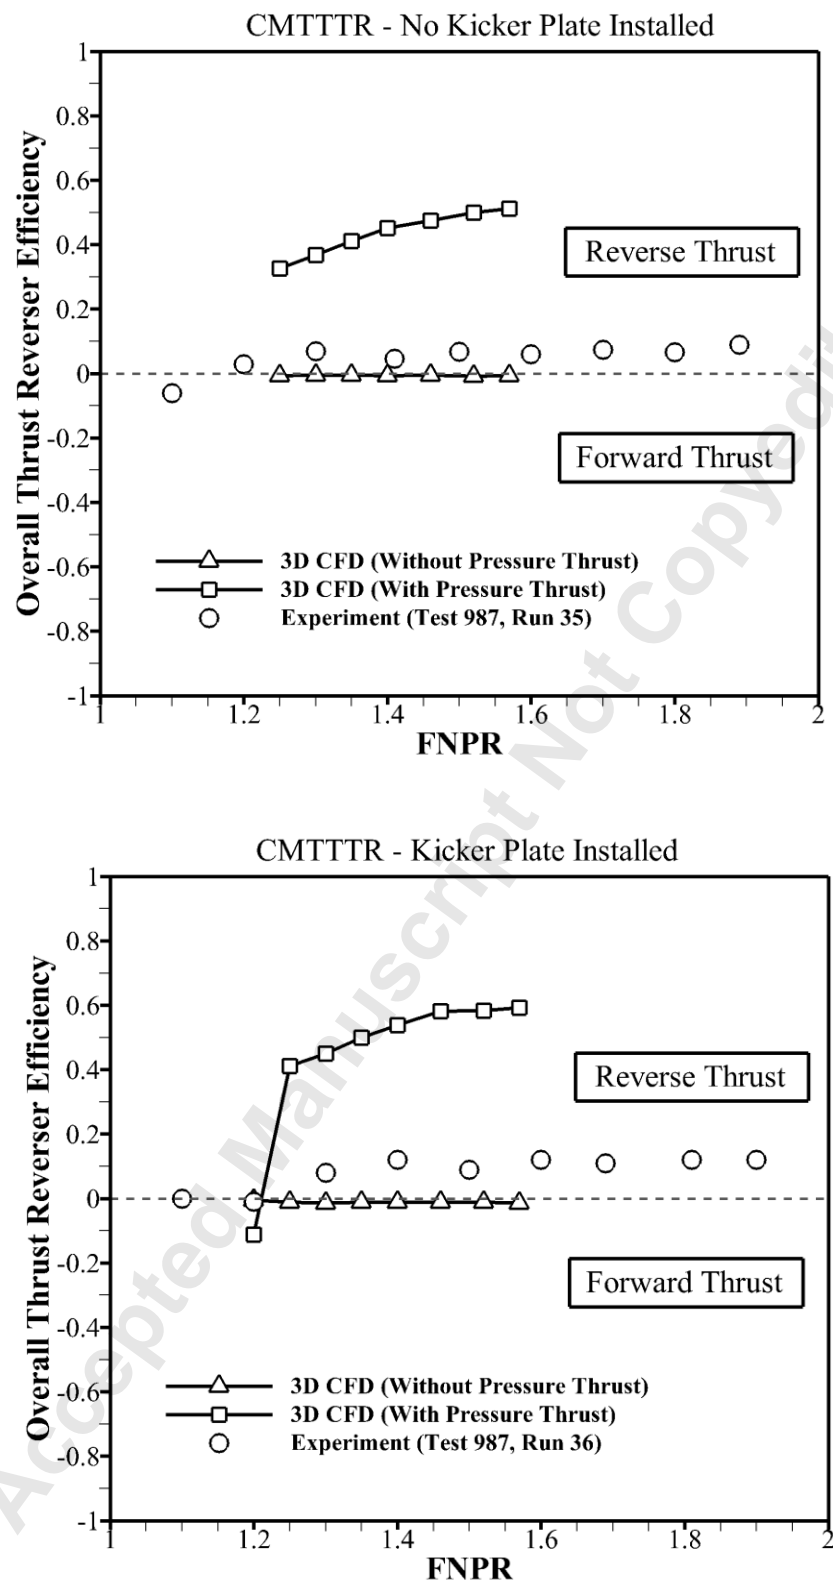 CMTTTR - No Kicker Plate Installed
1
0.8
0.6
0.4
0.2
0
-0.2
-0.4
-0.6
-0.8
-1
Overall Thrust Reverser Efficiency
Reverse Thrust
Forward Thrust
3D CFD (Without Pressure Thrust)
3D CFD (With Pressure Thrust)
Experiment (Test 987, Run 35)
1 1.2 1.4 1.6 1.8 2
FNPR
CMTTTR - Kicker Plate Installed
1
0.8
0.6
0.4
0.2
0
-0.2
-0.4
-0.6
-0.8
-1
Overall Thrust Reverser Efficiency
Reverse Thrust
Forward Thrust
3D CFD (Without Pressure Thrust)
3D CFD (With Pressure Thrust)
Experiment (Test 987, Run 36)
1 1.2 1.4 1.6 1.8 2
FNPR
Accepted Manuscript Not Copyedit